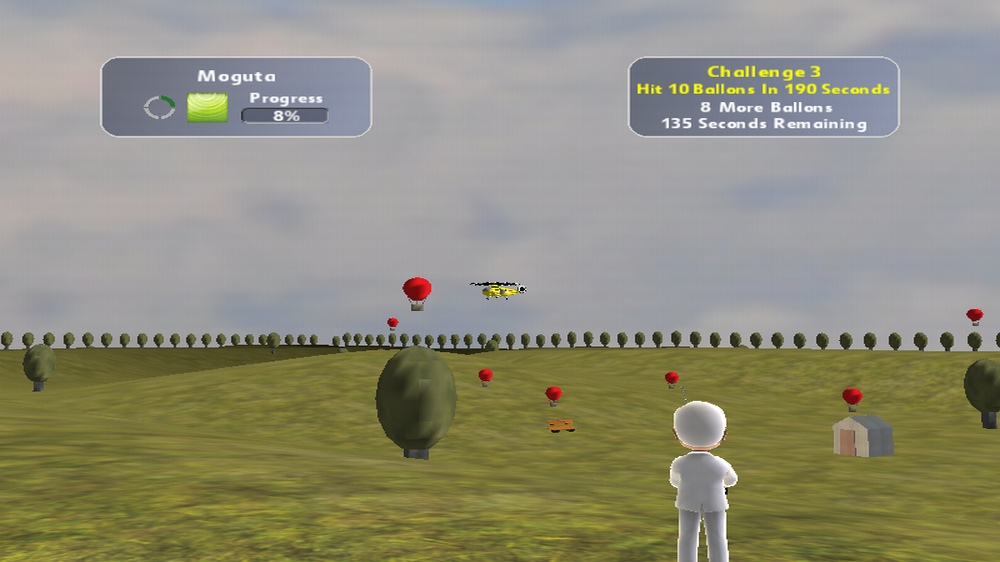 Moguta
Progress
8%
Challenge 3
Hit 10 Ballons In 190 Seconds
8 More Ballons
135 Seconds Remaining